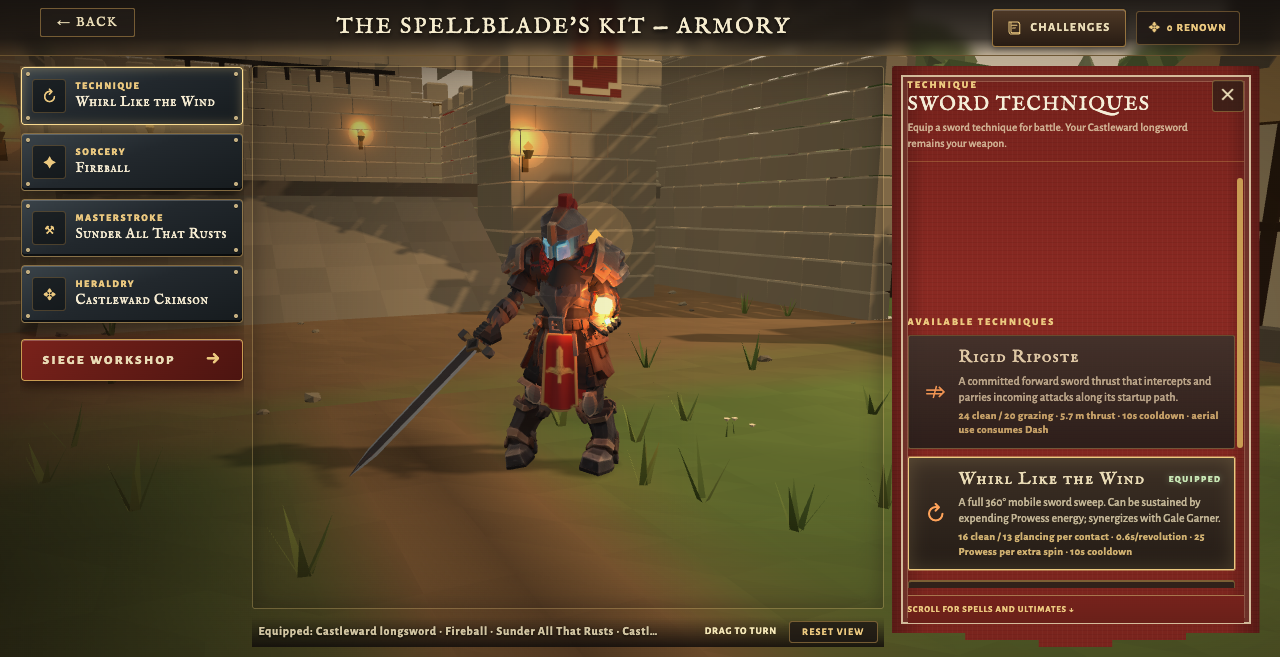 ← BACK
THE SPELLBLADE'S KIT — ARMORY
CHALLENGES
0 RENOWN
TECHNIQUE
Whirl Like the Wind
SORCERY
Fireball
MASTERSTROKE
Sunder All That Rusts
HERALDRY
Castleward Crimson
SIEGE WORKSHOP →
Equipped: Castleward longsword · Fireball · Sunder All That Rusts · Castl…
DRAG TO TURN
RESET VIEW
TECHNIQUE
SWORD TECHNIQUES
Equip a sword technique for battle. Your Castleward longsword
remains your weapon.
AVAILABLE TECHNIQUES
Rigid Riposte
A committed forward sword thrust that intercepts and
parries incoming attacks along its startup path.
24 clean / 20 grazing · 5.7 m thrust · 10s cooldown · aerial
use consumes Dash
Whirl Like the Wind
EQUIPPED
A full 360° mobile sword sweep. Can be sustained by
expending Prowess energy; synergizes with Gale Garner.
16 clean / 13 glancing per contact · 0.6s/revolution · 25
Prowess per extra spin · 10s cooldown
SCROLL FOR SPELLS AND ULTIMATES ↓